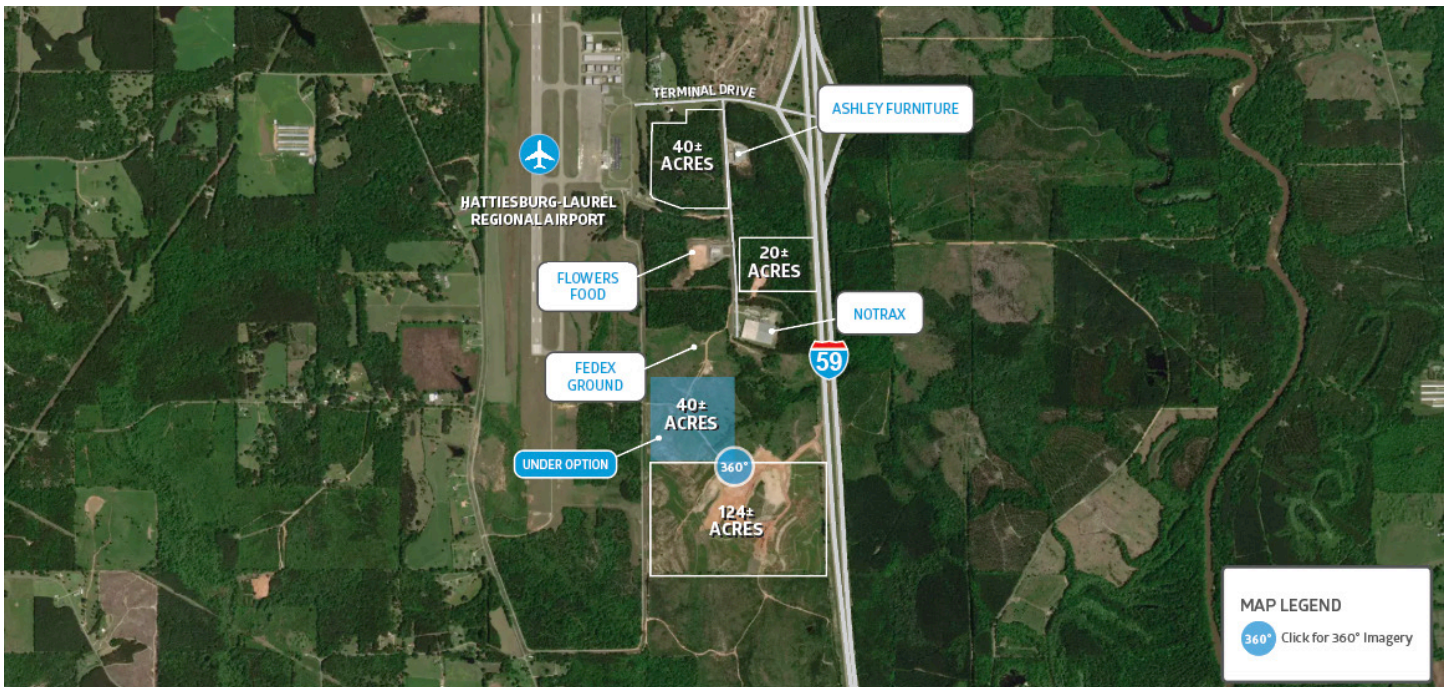 TERMINAL DRIVE
ASHLEY FURNITURE
40±
ACRES
HATTIESBURG-LAUREL
REGIONAL AIRPORT
20±
ACRES
FLOWERS
FOOD
NOTRAX
59
FEDEX
GROUND
40±
ACRES
UNDER OPTION
360°
124±
ACRES
MAP LEGEND
360° Click for 360° Imagery